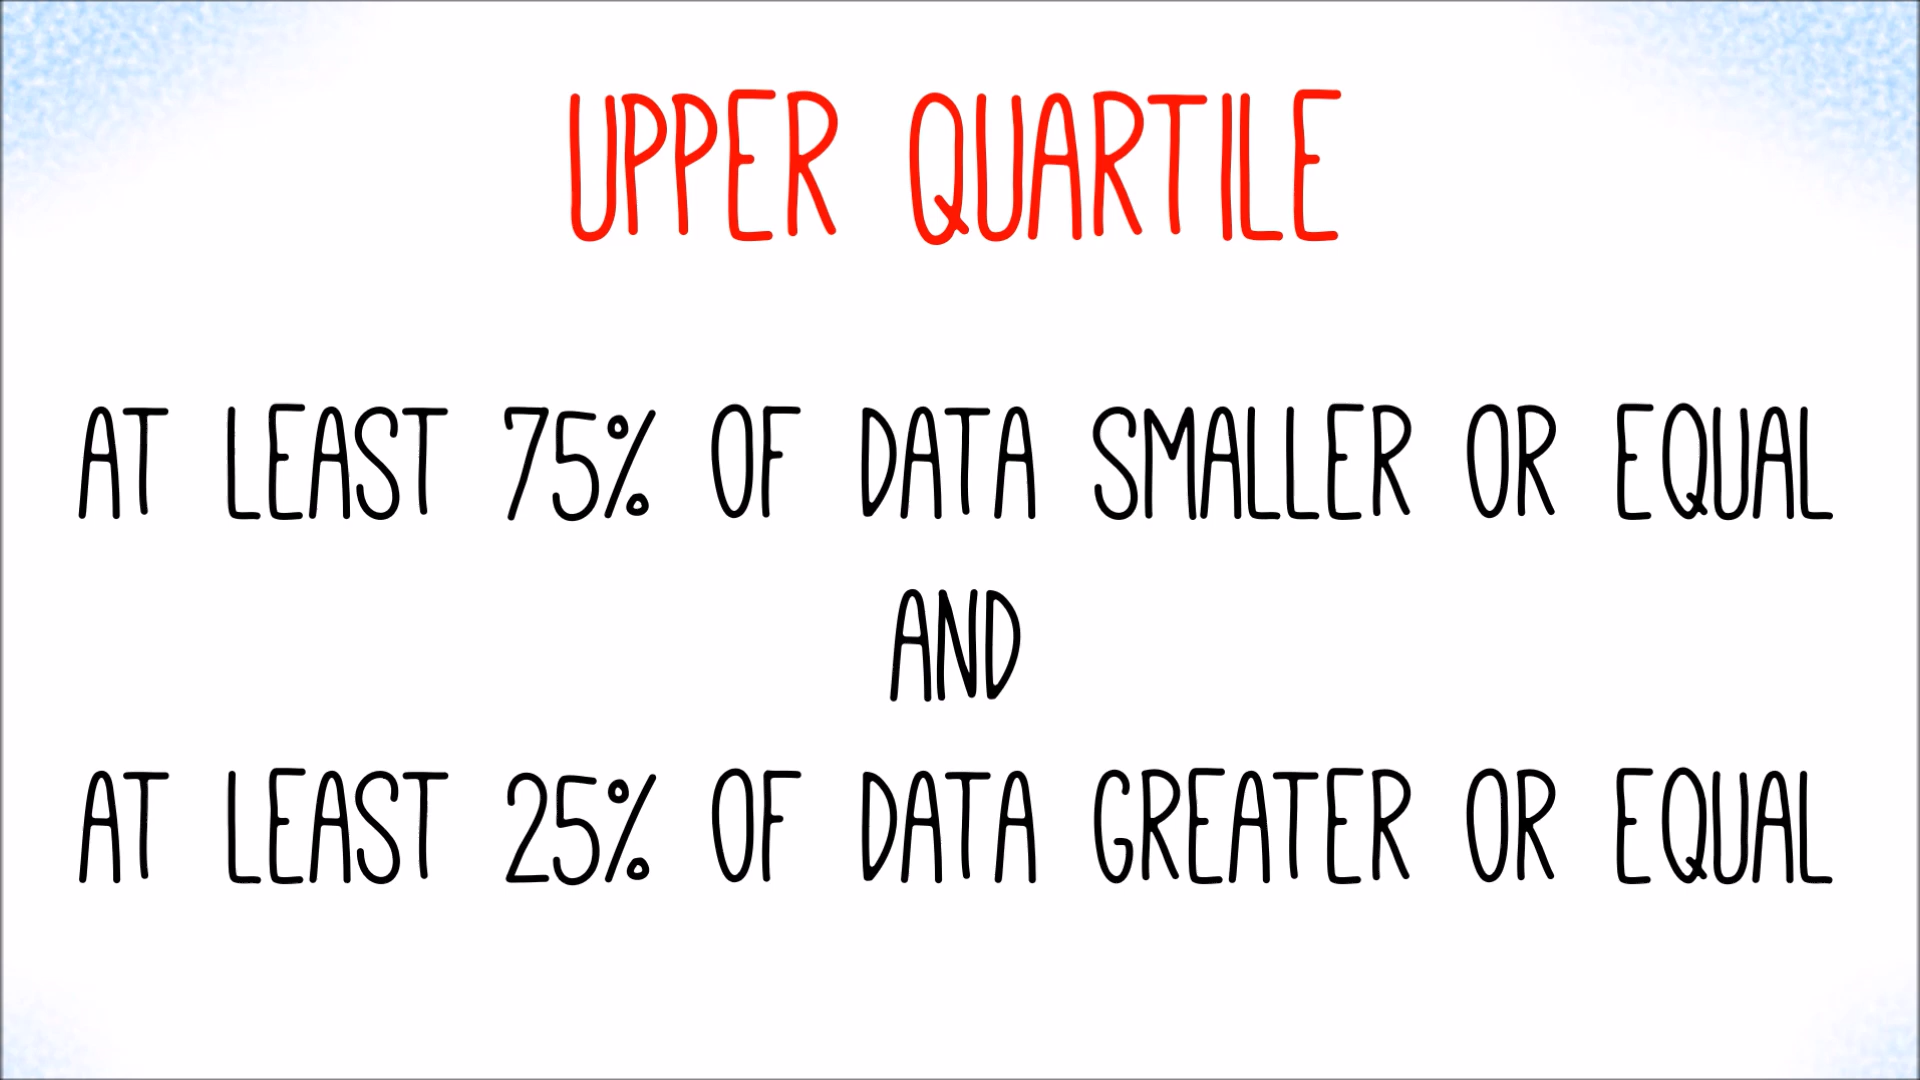 UPPER QUARTILE
AT LEAST 75% OF DATA SMALLER OR EQUAL
AND
AT LEAST 25% OF DATA GREATER OR EQUAL